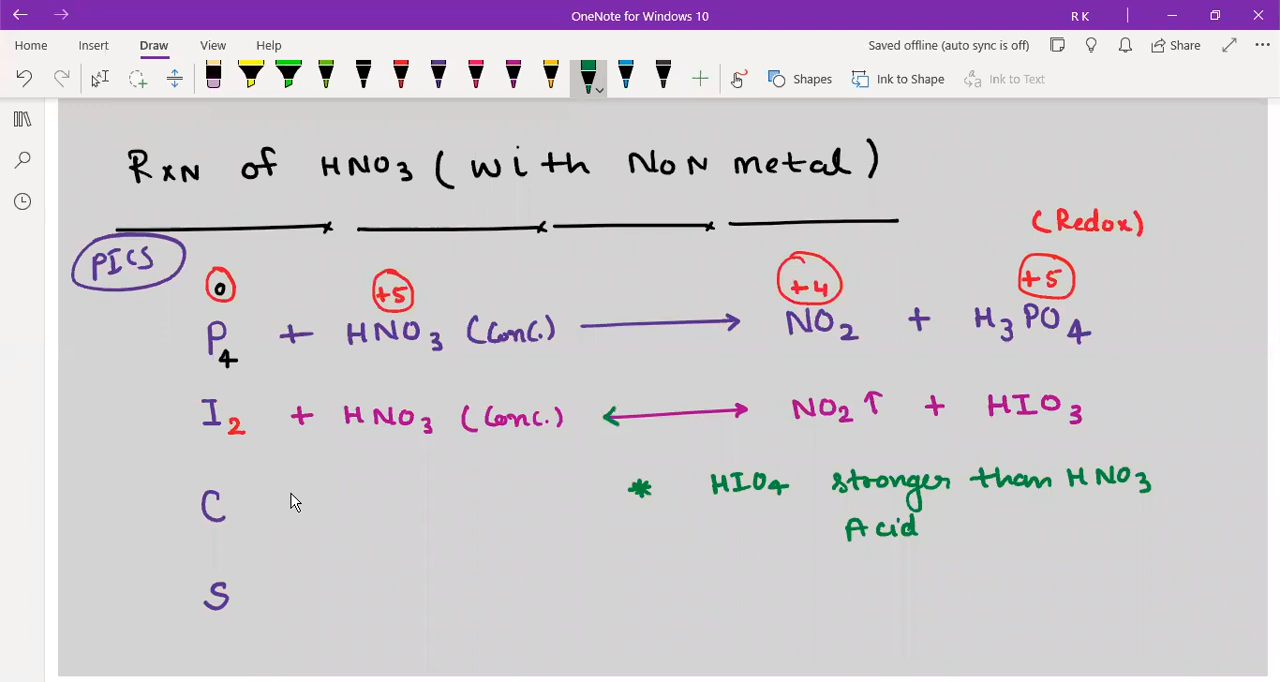 OneNote for Windows 10
R K
Home Insert Draw View Help
Saved offline (auto sync is off) Share
Shapes Ink to Shape Ink to Text
RxN of HNO3 (with NoN metal)
(Redox)
PICS
0 +5 +4 +5
P4 + HNO3 (Conc.) ⟶ NO2 + H3PO4
I2 + HNO3 (Conc.) ⟷ NO2↑ + HIO3
* HIO4 stronger than HNO3
Acid
C
S